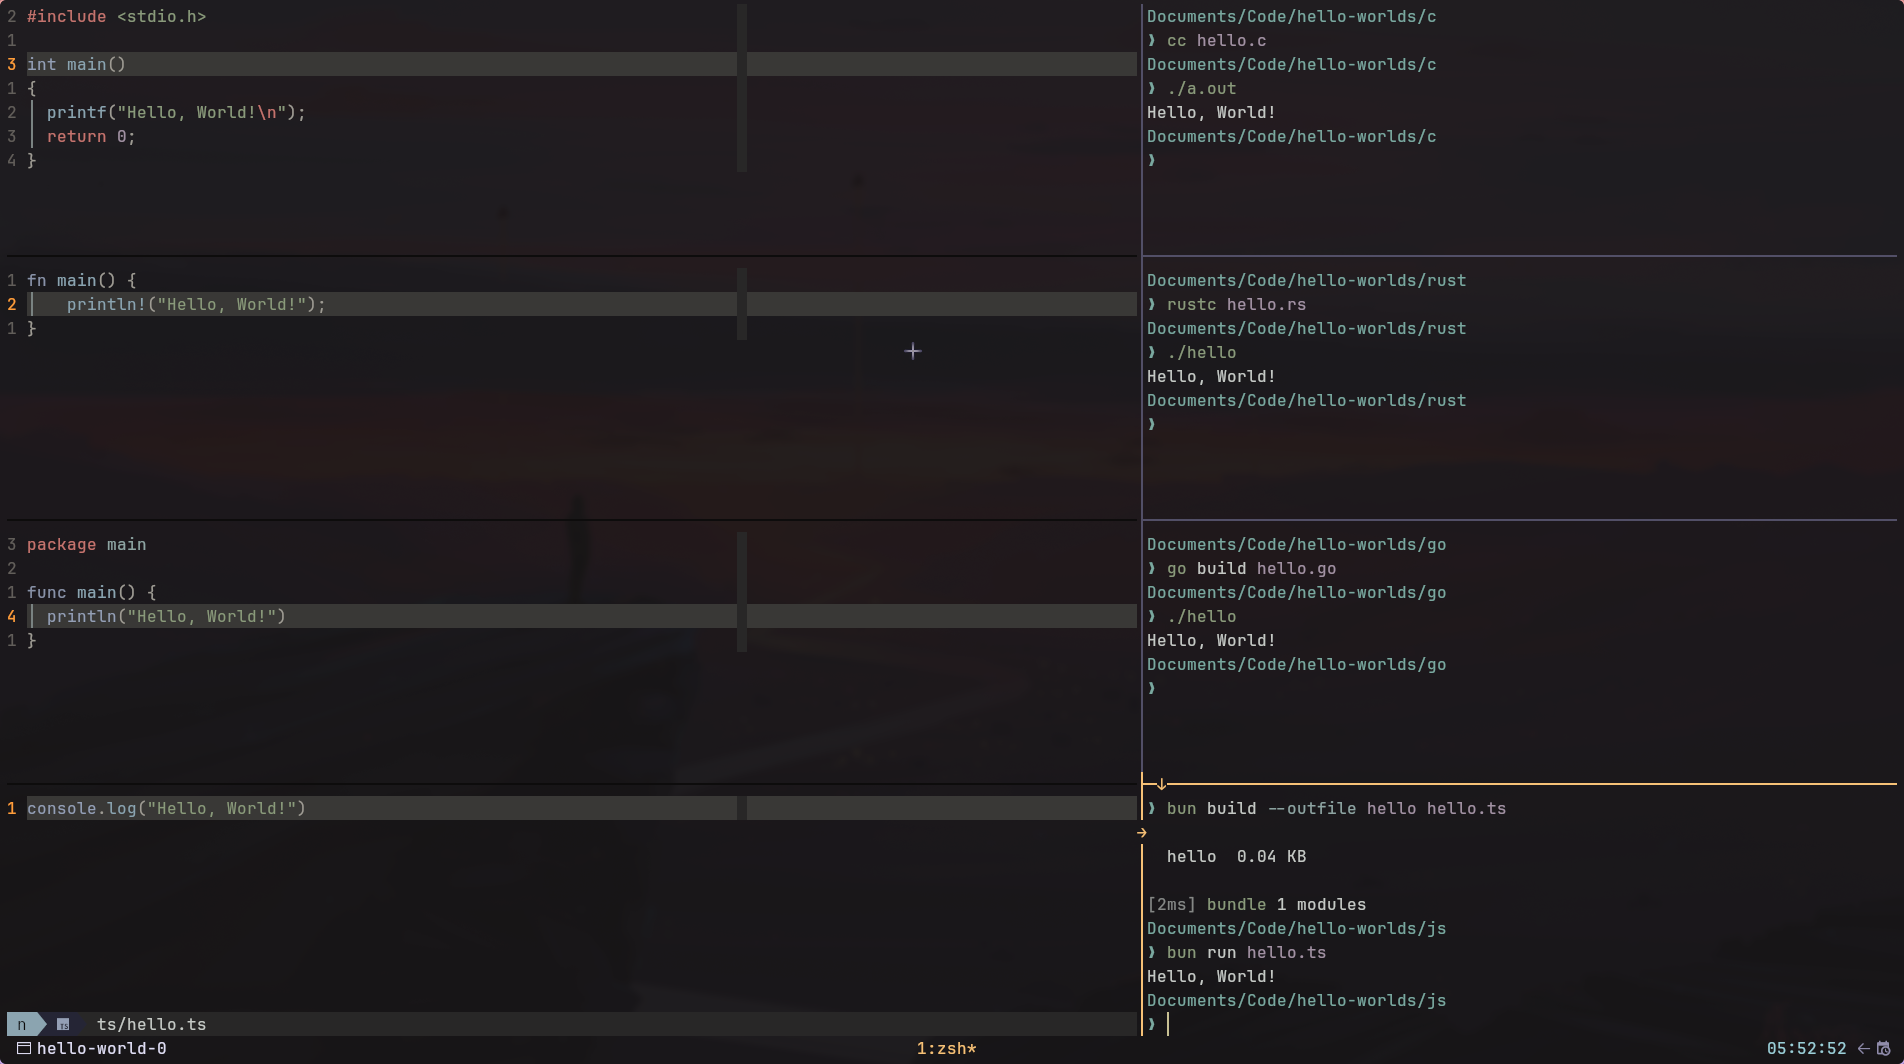 2 #include <stdio.h>
1
3 int main()
1 {
2   printf("Hello, World!\n");
3   return 0;
4 }
Documents/Code/hello-worlds/c
❱ cc hello.c
Documents/Code/hello-worlds/c
❱ ./a.out
Hello, World!
Documents/Code/hello-worlds/c
❱
1 fn main() {
2     println!("Hello, World!");
1 }
Documents/Code/hello-worlds/rust
❱ rustc hello.rs
Documents/Code/hello-worlds/rust
❱ ./hello
Hello, World!
Documents/Code/hello-worlds/rust
❱
3 package main
2
1 func main() {
4   println("Hello, World!")
1 }
Documents/Code/hello-worlds/go
❱ go build hello.go
Documents/Code/hello-worlds/go
❱ ./hello
Hello, World!
Documents/Code/hello-worlds/go
❱
1 console.log("Hello, World!")
❱ bun build --outfile hello hello.ts
hello  0.04 KB
[2ms] bundle 1 modules
Documents/Code/hello-worlds/js
❱ bun run hello.ts
Hello, World!
Documents/Code/hello-worlds/js
❱
n TS ts/hello.ts
hello-world-0 1:zsh* 05:52:52 ←